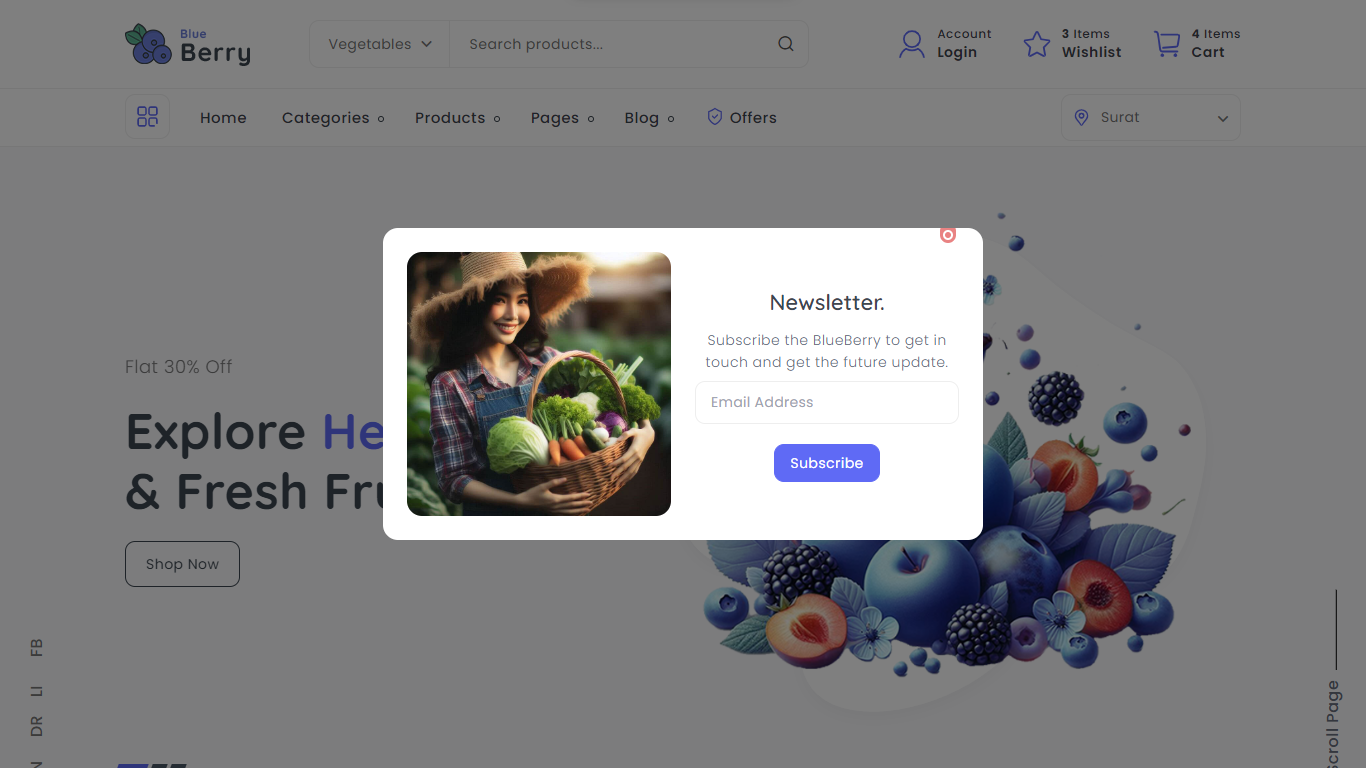 Blue
Berry
Vegetables
Search products...
Account
Login
3 Items
Wishlist
4 Items
Cart
Home
Categories
Products
Pages
Blog
Offers
Surat
Newsletter.
Subscribe the BlueBerry to get in
touch and get the future update.
Email Address
Subscribe
Flat 30% Off
Explore He
& Fresh Fru
Shop Now
FB
LI
DR
Scroll Page